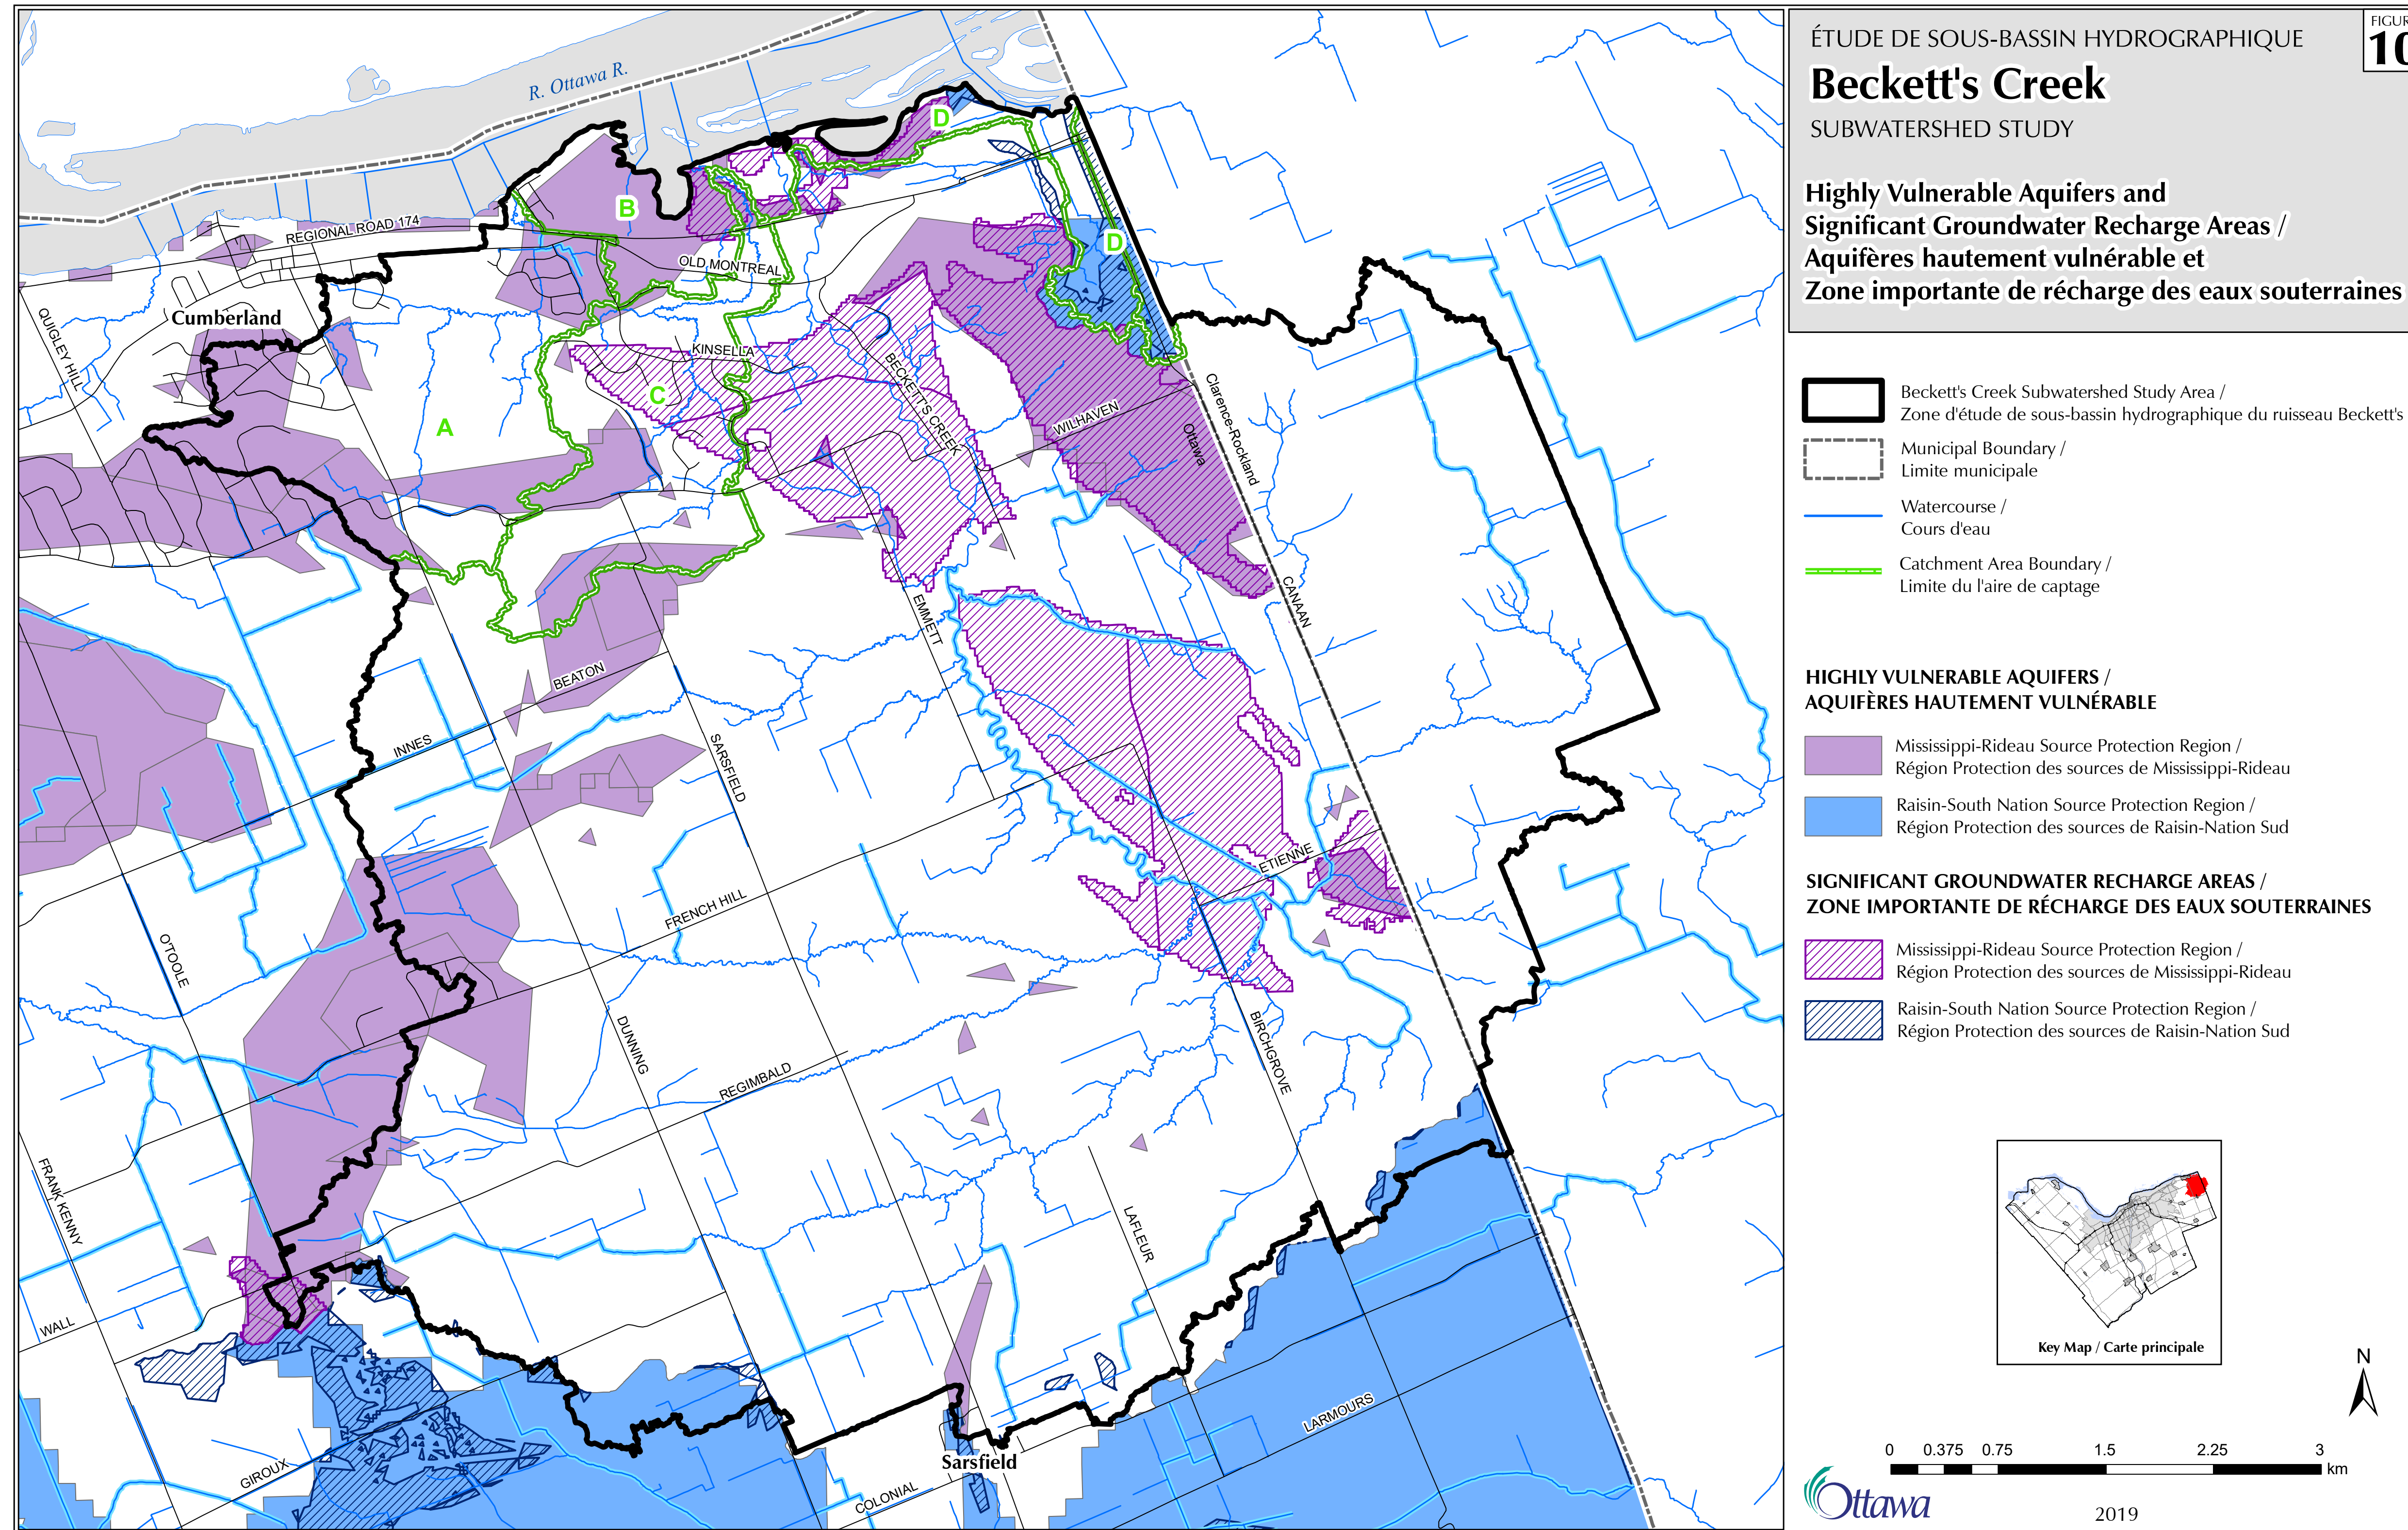 ÉTUDE DE SOUS-BASSIN HYDROGRAPHIQUE
Beckett's Creek
SUBWATERSHED STUDY
FIGUR
10
Highly Vulnerable Aquifers and
Significant Groundwater Recharge Areas /
Aquifères hautement vulnérable et
Zone importante de récharge des eaux souterraines
Beckett's Creek Subwatershed Study Area /
Zone d'étude de sous-bassin hydrographique du ruisseau Beckett's
Municipal Boundary /
Limite municipale
Watercourse /
Cours d'eau
Catchment Area Boundary /
Limite du l'aire de captage
HIGHLY VULNERABLE AQUIFERS /
AQUIFÈRES HAUTEMENT VULNÉRABLE
Mississippi-Rideau Source Protection Region /
Région Protection des sources de Mississippi-Rideau
Raisin-South Nation Source Protection Region /
Région Protection des sources de Raisin-Nation Sud
SIGNIFICANT GROUNDWATER RECHARGE AREAS /
ZONE IMPORTANTE DE RÉCHARGE DES EAUX SOUTERRAINES
Mississippi-Rideau Source Protection Region /
Région Protection des sources de Mississippi-Rideau
Raisin-South Nation Source Protection Region /
Région Protection des sources de Raisin-Nation Sud
Key Map / Carte principale
N
0 0.375 0.75 1.5 2.25 3
km
Ottawa
2019
R. Ottawa R.
D
B
REGIONAL ROAD 174
D
OLD MONTREAL
Cumberland
QUIGLEY HILL
KINSELLA
BECKETT'S CREEK
C
A
WILHAVEN
Ottawa
Clarence-Rockland
CANAAN
EMMETT
BEATON
INNES
SARSFIELD
ETIENNE
FRENCH HILL
O'TOOLE
DUNNING
BIRCHGROVE
REGIMBALD
FRANK KENNY
LAFLEUR
WALL
LARMOURS
Sarsfield
GIROUX
COLONIAL